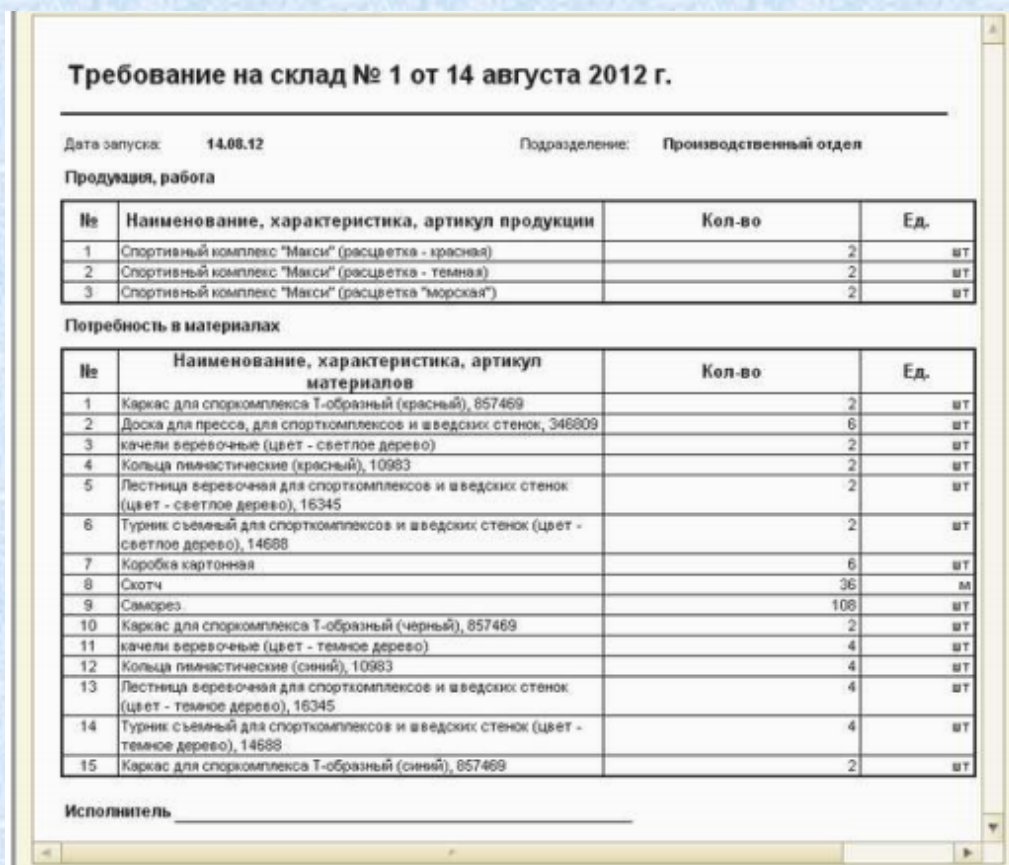 Требование на склад № 1 от 14 августа 2012 г.
Дата запуска: 14.08.12 Подразделение: Производственный отдел
Продукция, работа
№ Наименование, характеристика, артикул продукции Кол-во Ед.
1 Спортивный комплекс "Макси" (расцветка - красная) 2 шт
2 Спортивный комплекс "Макси" (расцветка - темная) 2 шт
3 Спортивный комплекс "Макси" (расцветка "морская") 2 шт
Потребность в материалах
№ Наименование, характеристика, артикул Кол-во Ед.
материалов
1 Каркас для споркомплекса Т-образный (красный), 857469 2 шт
2 Доска для пресса, для спорткомплексов и шведских стенок, 346809 6 шт
3 качели веревочные (цвет - светлое дерево) 2 шт
4 Кольца гимнастические (красный), 10983 2 шт
5 Лестница веревочная для спорткомплексов и шведских стенок 2 шт
(цвет - светлое дерево), 16345
6 Турник съемный для спорткомплексов и шведских стенок (цвет - 2 шт
светлое дерево), 14688
7 Коробка картонная 6 шт
8 Скотч 36 м
9 Саморез 108 шт
10 Каркас для споркомплекса Т-образный (черный), 857469 2 шт
11 качели веревочные (цвет - темное дерево) 4 шт
12 Кольца гимнастические (синий), 10983 4 шт
13 Лестница веревочная для спорткомплексов и шведских стенок 4 шт
(цвет - темное дерево), 16345
14 Турник съемный для спорткомплексов и шведских стенок (цвет - 4 шт
темное дерево), 14688
15 Каркас для споркомплекса Т-образный (синий), 857469 2 шт
Исполнитель